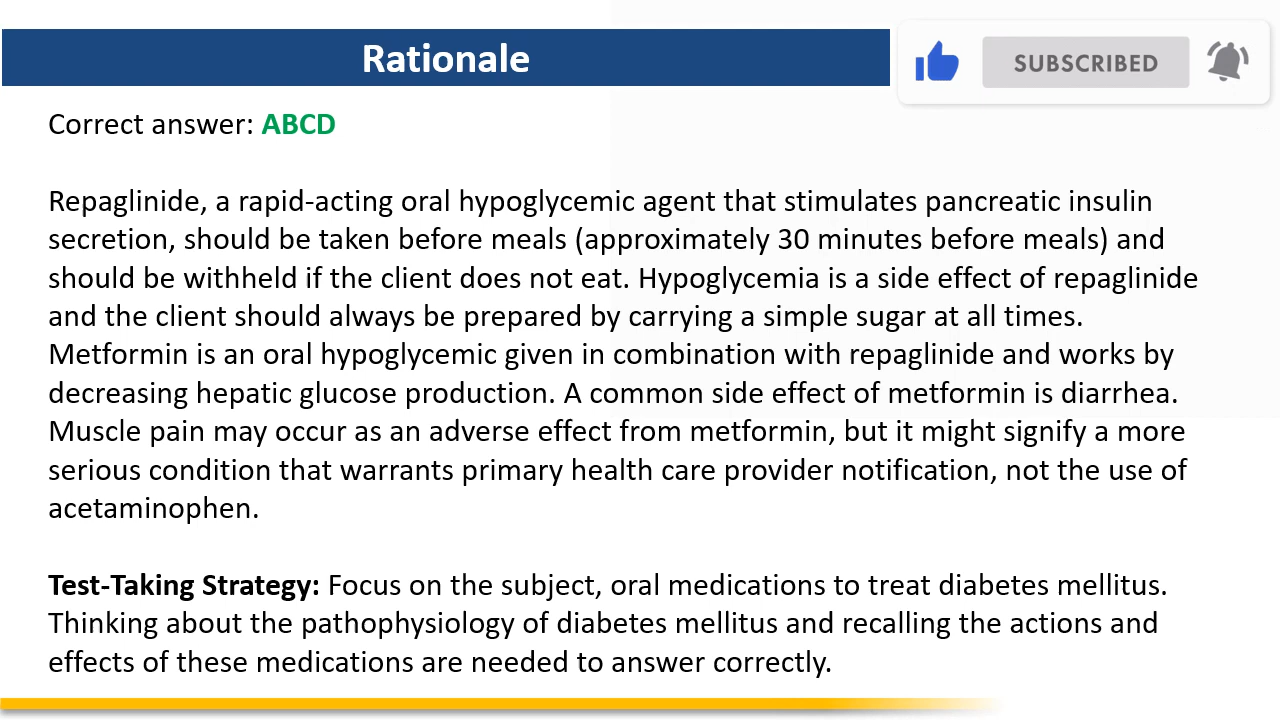 Rationale
SUBSCRIBED
Correct answer: ABCD
Repaglinide, a rapid-acting oral hypoglycemic agent that stimulates pancreatic insulin
secretion, should be taken before meals (approximately 30 minutes before meals) and
should be withheld if the client does not eat. Hypoglycemia is a side effect of repaglinide
and the client should always be prepared by carrying a simple sugar at all times.
Metformin is an oral hypoglycemic given in combination with repaglinide and works by
decreasing hepatic glucose production. A common side effect of metformin is diarrhea.
Muscle pain may occur as an adverse effect from metformin, but it might signify a more
serious condition that warrants primary health care provider notification, not the use of
acetaminophen.
Test-Taking Strategy: Focus on the subject, oral medications to treat diabetes mellitus.
Thinking about the pathophysiology of diabetes mellitus and recalling the actions and
effects of these medications are needed to answer correctly.